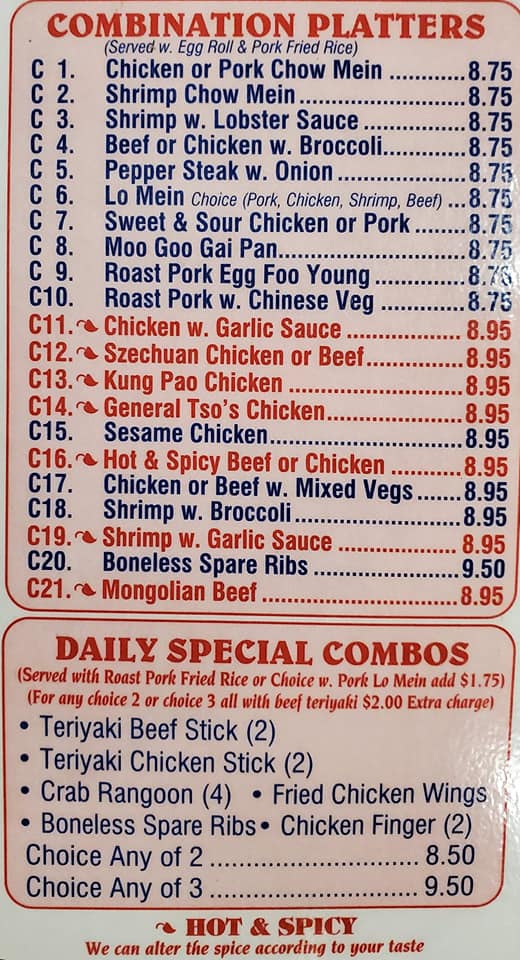 COMBINATION PLATTERS
(Served w. Egg Roll & Pork Fried Rice)
C 1. Chicken or Pork Chow Mein ............8.75
C 2. Shrimp Chow Mein.........................8.75
C 3. Shrimp w. Lobster Sauce ................8.75
C 4. Beef or Chicken w. Broccoli.............8.75
C 5. Pepper Steak w. Onion ...................8.75
C 6. Lo Mein Choice (Pork, Chicken, Shrimp, Beef) ...8.75
C 7. Sweet & Sour Chicken or Pork ........8.75
C 8. Moo Goo Gai Pan............................8.75
C 9. Roast Pork Egg Foo Young ..............8.75
C10. Roast Pork w. Chinese Veg .............8.75
C11. Chicken w. Garlic Sauce ..................8.95
C12. Szechuan Chicken or Beef...............8.95
C13. Kung Pao Chicken ...........................8.95
C14. General Tso's Chicken.....................8.95
C15. Sesame Chicken..............................8.95
C16. Hot & Spicy Beef or Chicken ...........8.95
C17. Chicken or Beef w. Mixed Vegs.......8.95
C18. Shrimp w. Broccoli..........................8.95
C19. Shrimp w. Garlic Sauce ...................8.95
C20. Boneless Spare Ribs .......................9.50
C21. Mongolian Beef ...............................8.95
DAILY SPECIAL COMBOS
(Served with Roast Pork Fried Rice or Choice w. Pork Lo Mein add $1.75)
(For any choice 2 or choice 3 all with beef teriyaki $2.00 Extra charge)
• Teriyaki Beef Stick (2)
• Teriyaki Chicken Stick (2)
• Crab Rangoon (4) • Fried Chicken Wings
• Boneless Spare Ribs • Chicken Finger (2)
Choice Any of 2 ................................ 8.50
Choice Any of 3 ................................ 9.50
HOT & SPICY
We can alter the spice according to your taste